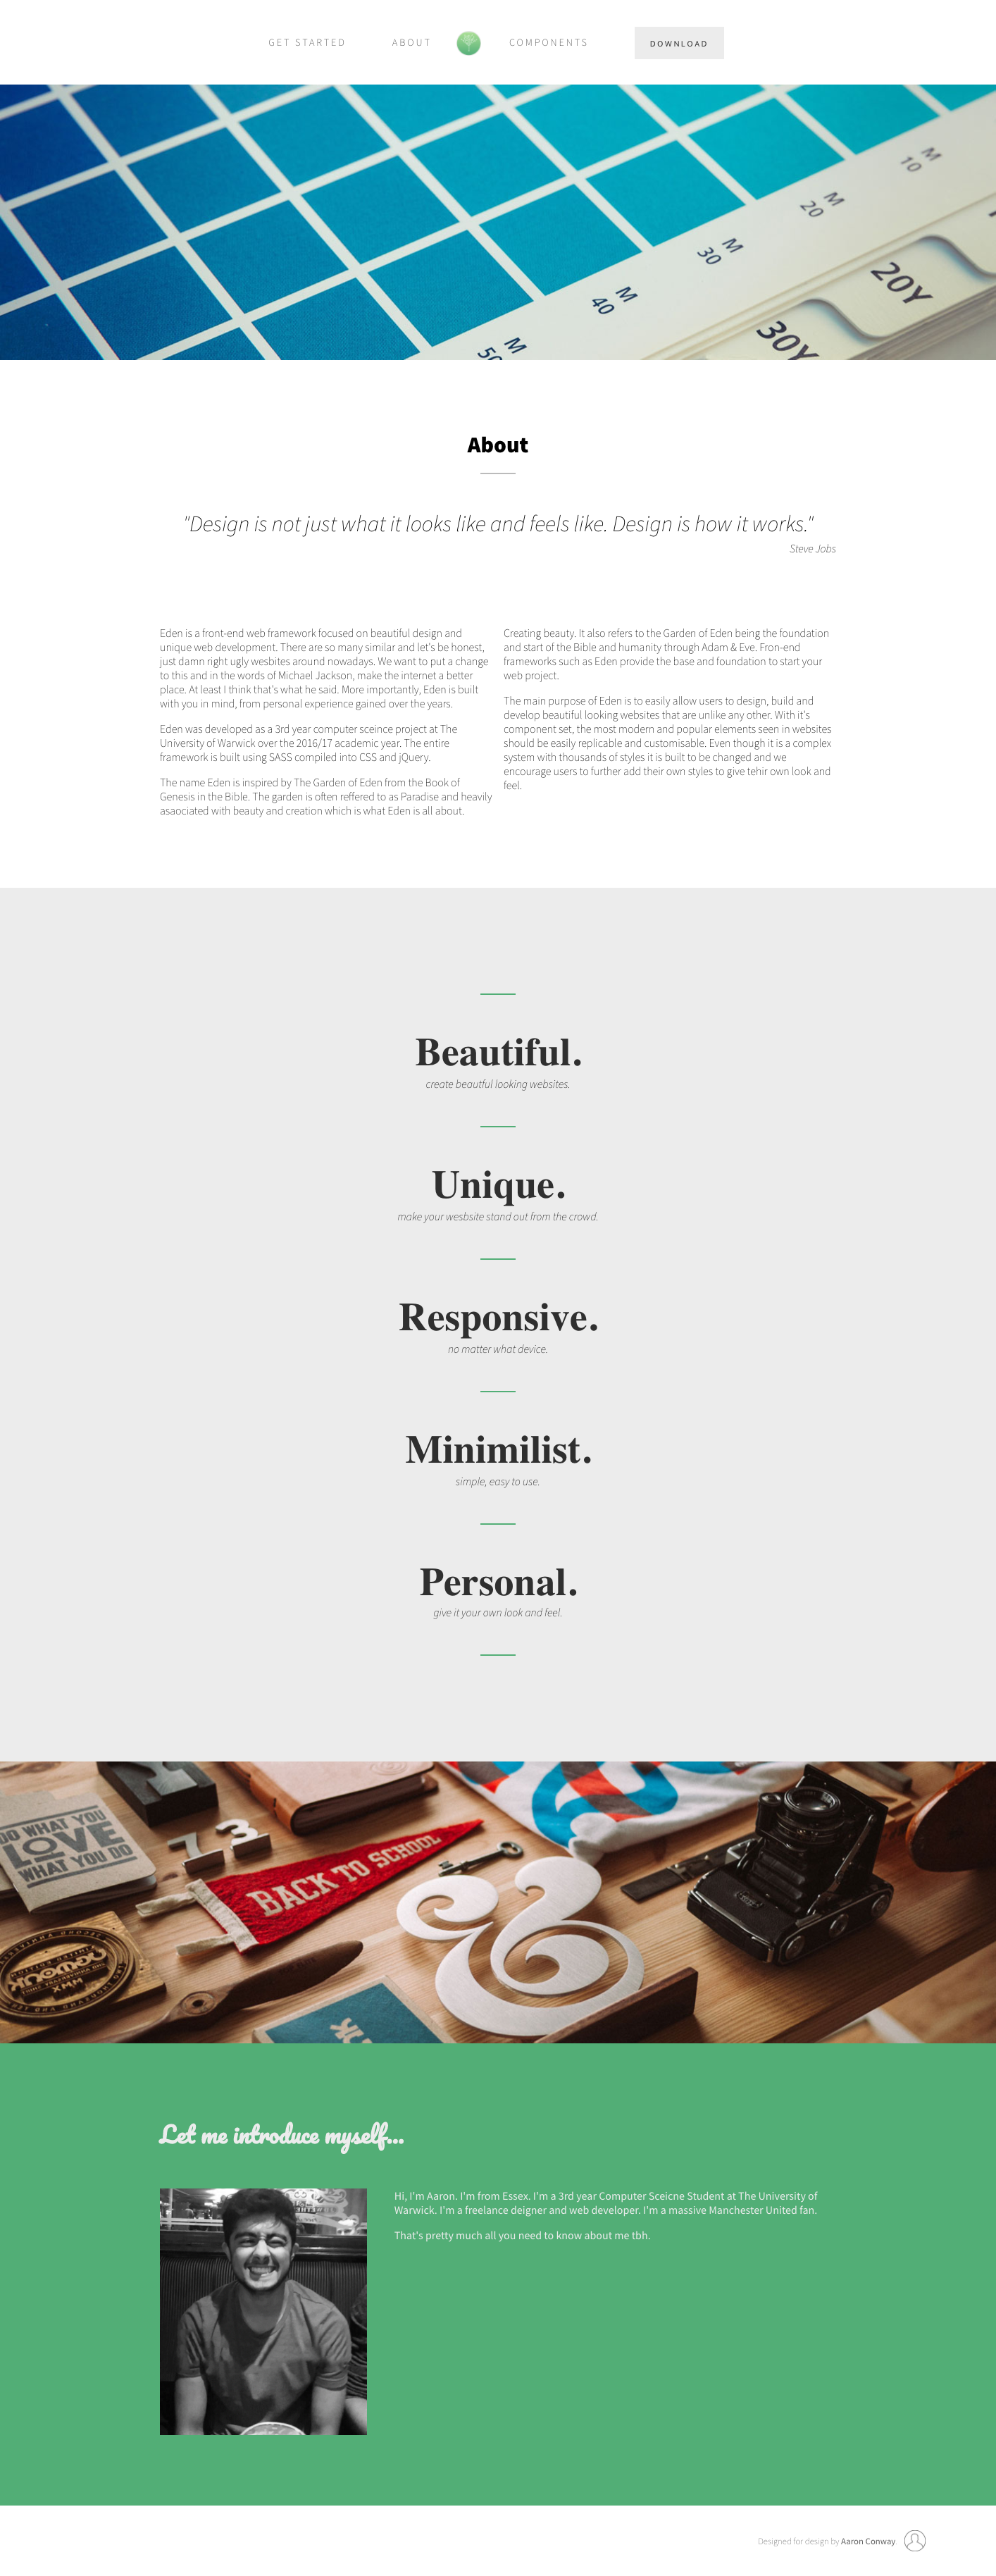 GET STARTED
ABOUT
COMPONENTS
DOWNLOAD
10 M
20 M
30 M
40 M
50 M
20Y
30Y
About
"Design is not just what it looks like and feels like. Design is how it works."
Steve Jobs
Eden is a front-end web framework focused on beautiful design and
unique web development. There are so many similar and let's be honest,
just damn right ugly wesbites around nowadays. We want to put a change
to this and in the words of Michael Jackson, make the internet a better
place. At least I think that's what he said. More importantly, Eden is built
with you in mind, from personal experience gained over the years.
Eden was developed as a 3rd year computer sceince project at The
University of Warwick over the 2016/17 academic year. The entire
framework is built using SASS compiled into CSS and jQuery.
The name Eden is inspired by The Garden of Eden from the Book of
Genesis in the Bible. The garden is often reffered to as Paradise and heavily
asaociated with beauty and creation which is what Eden is all about.
Creating beauty. It also refers to the Garden of Eden being the foundation
and start of the Bible and humanity through Adam & Eve. Fron-end
frameworks such as Eden provide the base and foundation to start your
web project.
The main purpose of Eden is to easily allow users to design, build and
develop beautiful looking websites that are unlike any other. With it's
component set, the most modern and popular elements seen in websites
should be easily replicable and customisable. Even though it is a complex
system with thousands of styles it is built to be changed and we
encourage users to further add their own styles to give tehir own look and
feel.
Beautiful.
create beautful looking websites.
Unique.
make your wesbsite stand out from the crowd.
Responsive.
no matter what device.
Minimilist.
simple, easy to use.
Personal.
give it your own look and feel.
DO WHAT YOU
LOVE
WHAT YOU DO
1 3
BACK TO SCHOOL
&
Let me introduce myself...
Hi, I'm Aaron. I'm from Essex. I'm a 3rd year Computer Sceicne Student at The University of
Warwick. I'm a freelance deigner and web developer. I'm a massive Manchester United fan.
That's pretty much all you need to know about me tbh.
Designed for design by Aaron Conway